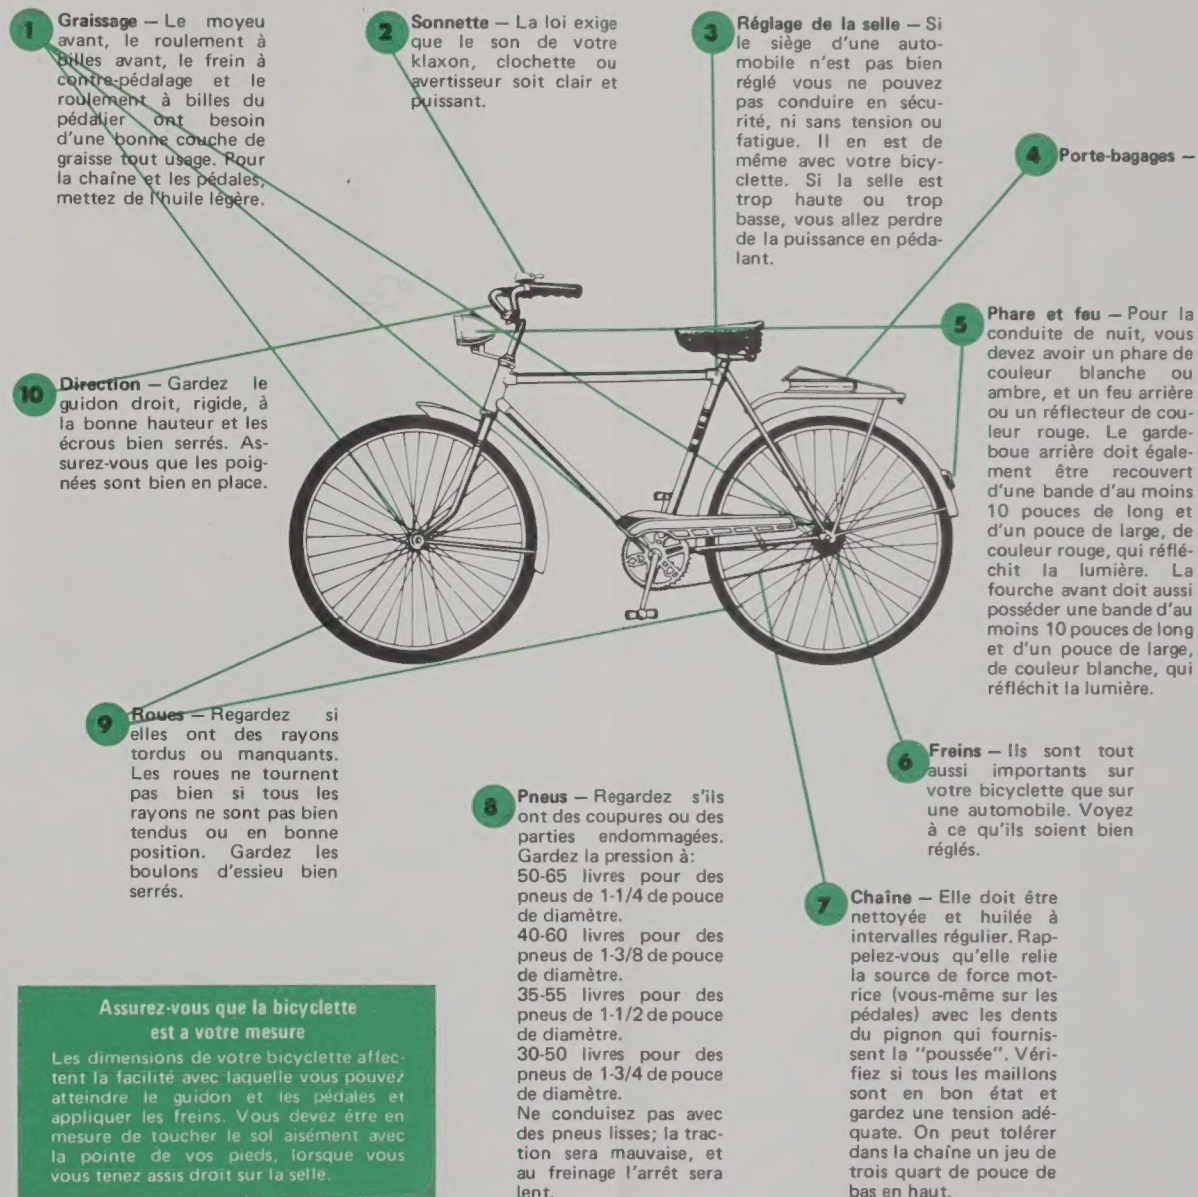 1 Graissage — Le moyeu
avant, le roulement à
billes avant, le frein à
contre-pédalage et le
roulement à billes du
pédalier ont besoin
d'une bonne couche de
graisse tout usage. Pour
la chaîne et les pédales,
mettez de l'huile légère.
2 Sonnette — La loi exige
que le son de votre
klaxon, clochette ou
avertisseur soit clair et
puissant.
3 Réglage de la selle — Si
le siège d'une auto-
mobile n'est pas bien
réglé vous ne pouvez
pas conduire en sécu-
rité, ni sans tension ou
fatigue. Il en est de
même avec votre bicy-
clette. Si la selle est
trop haute ou trop
basse, vous allez perdre
de la puissance en péda-
lant.
4 Porte-bagages —
5 Phare et feu — Pour la
conduite de nuit, vous
devez avoir un phare de
couleur blanche ou
ambre, et un feu arrière
ou un réflecteur de cou-
leur rouge. Le garde-
boue arrière doit égale-
ment être recouvert
d'une bande d'au moins
10 pouces de long et
d'un pouce de large, de
couleur rouge, qui réflé-
chit la lumière. La
fourche avant doit aussi
posséder une bande d'au
moins 10 pouces de long
et d'un pouce de large,
de couleur blanche, qui
réfléchit la lumière.
10 Direction — Gardez le
guidon droit, rigide, à
la bonne hauteur et les
écrous bien serrés. As-
surez-vous que les poig-
nées sont bien en place.
9 Roues — Regardez si
elles ont des rayons
tordus ou manquants.
Les roues ne tournent
pas bien si tous les
rayons ne sont pas bien
tendus ou en bonne
position. Gardez les
boulons d'essieu bien
serrés.
8 Pneus — Regardez s'ils
ont des coupures ou des
parties endommagées.
Gardez la pression à:
50-65 livres pour des
pneus de 1-1/4 de pouce
de diamètre.
40-60 livres pour des
pneus de 1-3/8 de pouce
de diamètre.
35-55 livres pour des
pneus de 1-1/2 de pouce
de diamètre.
30-50 livres pour des
pneus de 1-3/4 de pouce
de diamètre.
Ne conduisez pas avec
des pneus lisses; la trac-
tion sera mauvaise, et
au freinage l'arrêt sera
lent.
6 Freins — Ils sont tout
aussi importants sur
votre bicyclette que sur
une automobile. Voyez
à ce qu'ils soient bien
réglés.
7 Chaîne — Elle doit être
nettoyée et huilée à
intervalles régulier. Rap-
pelez-vous qu'elle relie
la source de force mot-
rice (vous-même sur les
pédales) avec les dents
du pignon qui fournis-
sent la "poussée". Véri-
fiez si tous les maillons
sont en bon état et
gardez une tension adé-
quate. On peut tolérer
dans la chaîne un jeu de
trois quart de pouce de
bas en haut.
Assurez-vous que la bicyclette
est a votre mesure
Les dimensions de votre bicyclette affec-
tent la facilité avec laquelle vous pouvez
atteindre le guidon et les pédales et
appliquer les freins. Vous devez être en
mesure de toucher le sol aisément avec
la pointe de vos pieds, lorsque vous
vous tenez assis droit sur la selle.